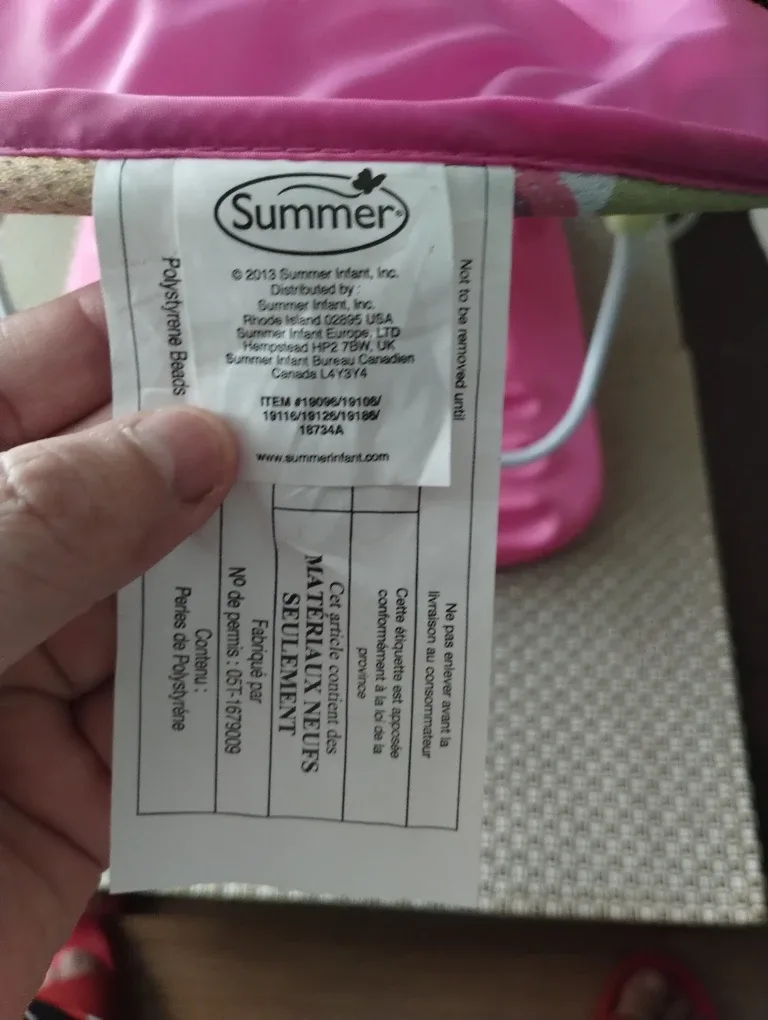 Summer
© 2013 Summer Infant, Inc.
Distributed by:
Summer Infant, Inc.
Rhode Island 02895 USA
Summer Infant Europe, LTD
Hempstead HP2 7BW, UK
Summer Infant Bureau Canadien
Canada L4Y3Y4
ITEM #19096/19106/
19116/19126/19186/
18734A
www.summerinfant.com
Not to be removed until
Polystyrene Beads
Ne pas enlever avant la
livraison au consommateur
Cette étiquette est apposée
conformément à la loi de la
province
Cet article contient des
MATÉRIAUX NEUFS
SEULEMENT
Fabriqué par
Nº de permis : 05T-1679009
Contenu :
Perles de Polystyréne